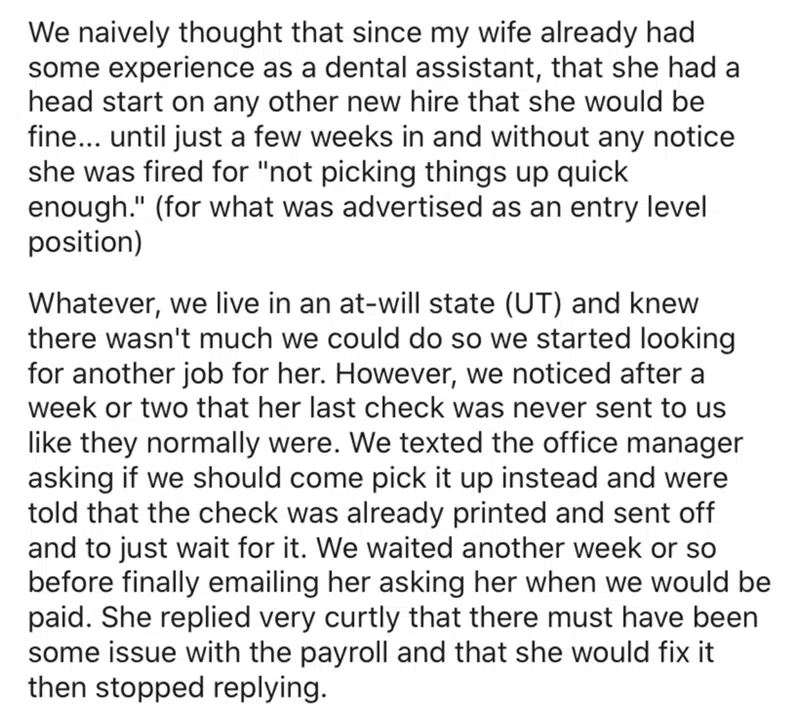 We naively thought that since my wife already had
some experience as a dental assistant, that she had a
head start on any other new hire that she would be
fine... until just a few weeks in and without any notice
she was fired for "not picking things up quick
enough." (for what was advertised as an entry level
position)
Whatever, we live in an at-will state (UT) and knew
there wasn't much we could do so we started looking
for another job for her. However, we noticed after a
week or two that her last check was never sent to us
like they normally were. We texted the office manager
asking if we should come pick it up instead and were
told that the check was already printed and sent off
and to just wait for it. We waited another week or so
before finally emailing her asking her when we would be
paid. She replied very curtly that there must have been
some issue with the payroll and that she would fix it
then stopped replying.